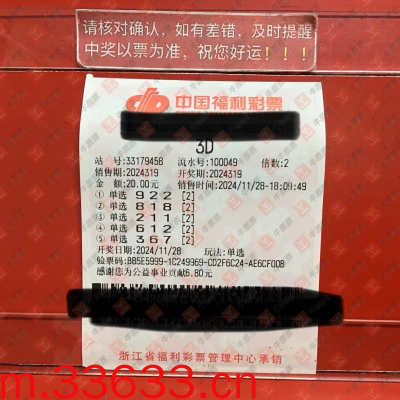 请核对确认，如有差错，及时提醒
中奖以票为准，祝您好运！！！
中国福利彩票
3D
站 号:33179458 流水号:100049 倍数:2
销售期:2024319 开奖期:2024319
金 额:20.00元 销售时间:2024/11/28-18:09:49
① 单选 9 2 2 [2]
② 单选 8 1 8 [2]
③ 单选 2 1 1 [2]
④ 单选 6 1 2 [2]
⑤ 单选 3 6 7 [2]
开奖日期:2024/11/28 玩法:单选
验票码:BB5E5999-1C249969-CD2F6C24-AE6CF00B
感谢您为公益事业贡献6.80元
浙江省福利彩票管理中心承销
m.33633.cn